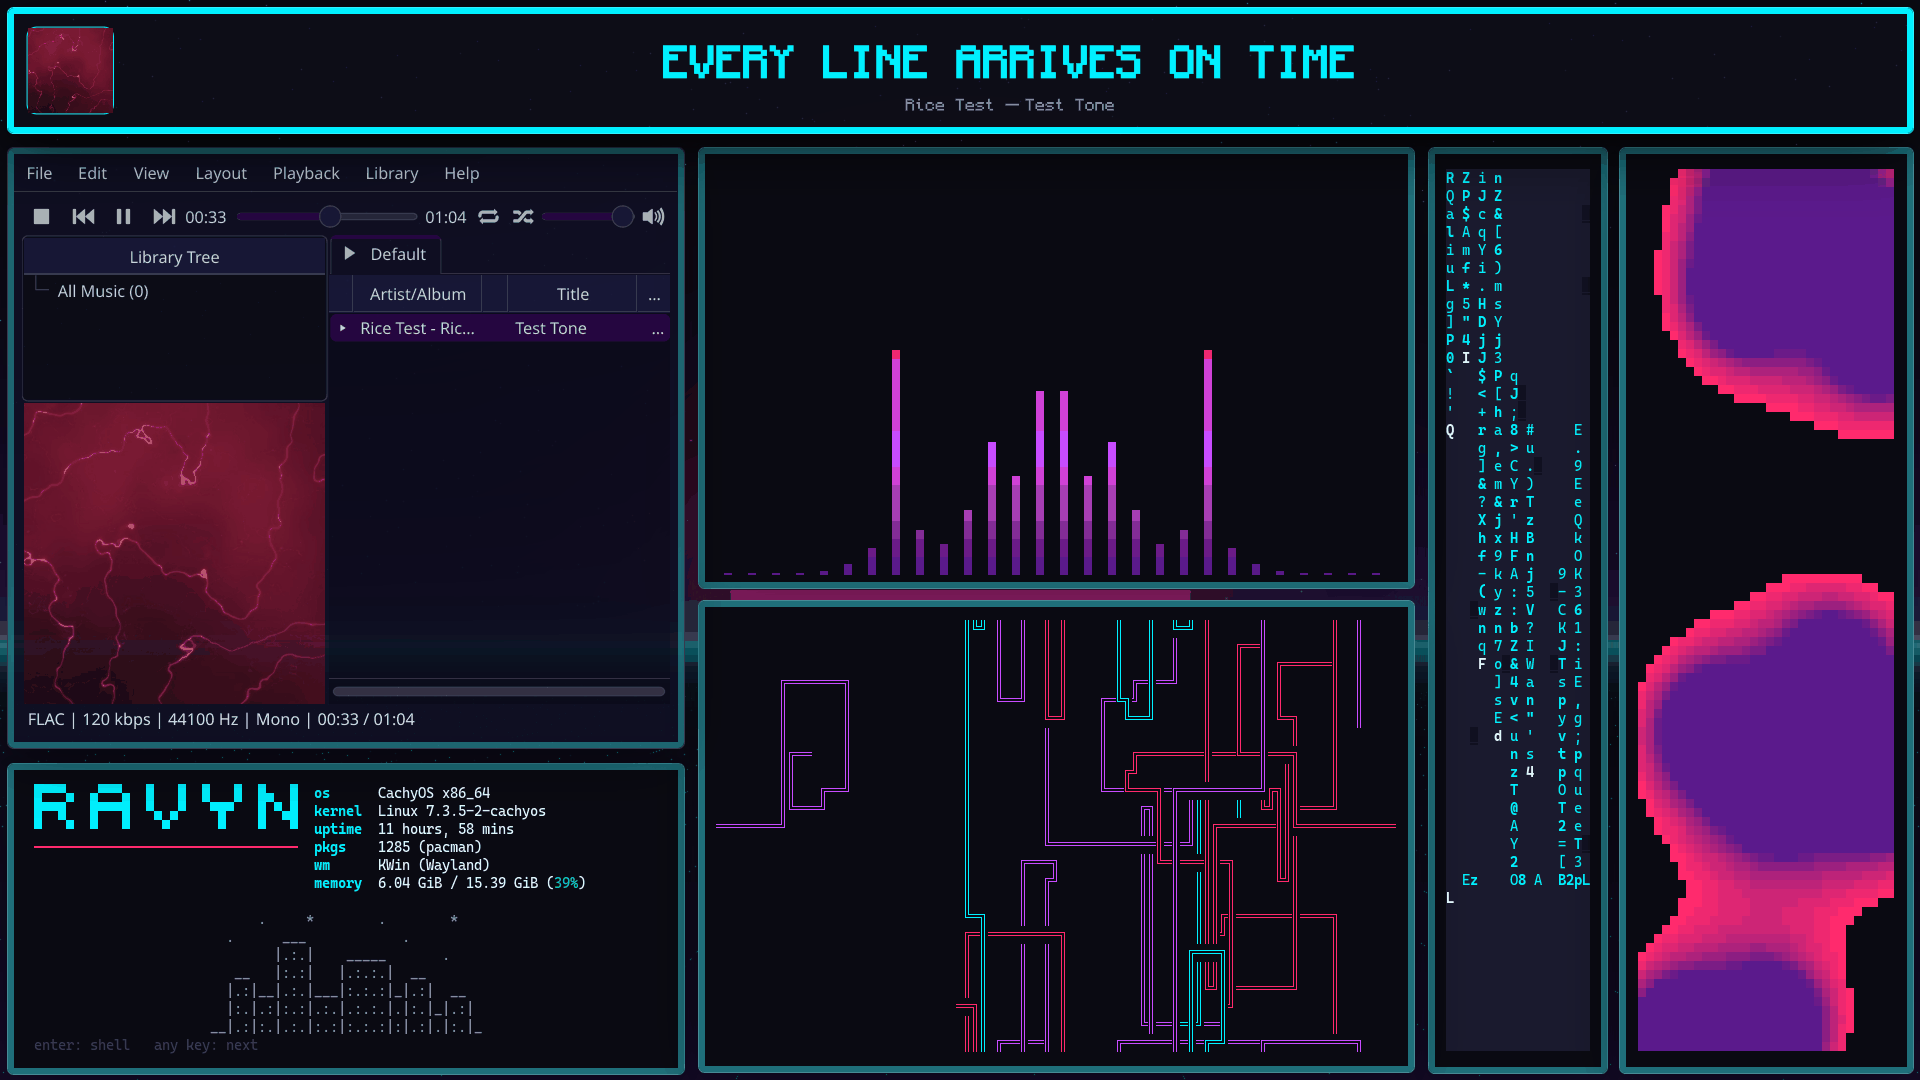 EVERY LINE ARRIVES ON TIME
Rice Test — Test Tone
File Edit View Layout Playback Library Help
00:33 01:04
Library Tree
All Music (0)
Default
Artist/Album Title ...
Rice Test - Ric... Test Tone ...
FLAC | 120 kbps | 44100 Hz | Mono | 00:33 / 01:04
RAVYN
os CachyOS x86_64
kernel Linux 7.3.5-2-cachyos
uptime 11 hours, 58 mins
pkgs 1285 (pacman)
wm KWin (Wayland)
memory 6.04 GiB / 15.39 GiB (39%)
enter: shell any key: next